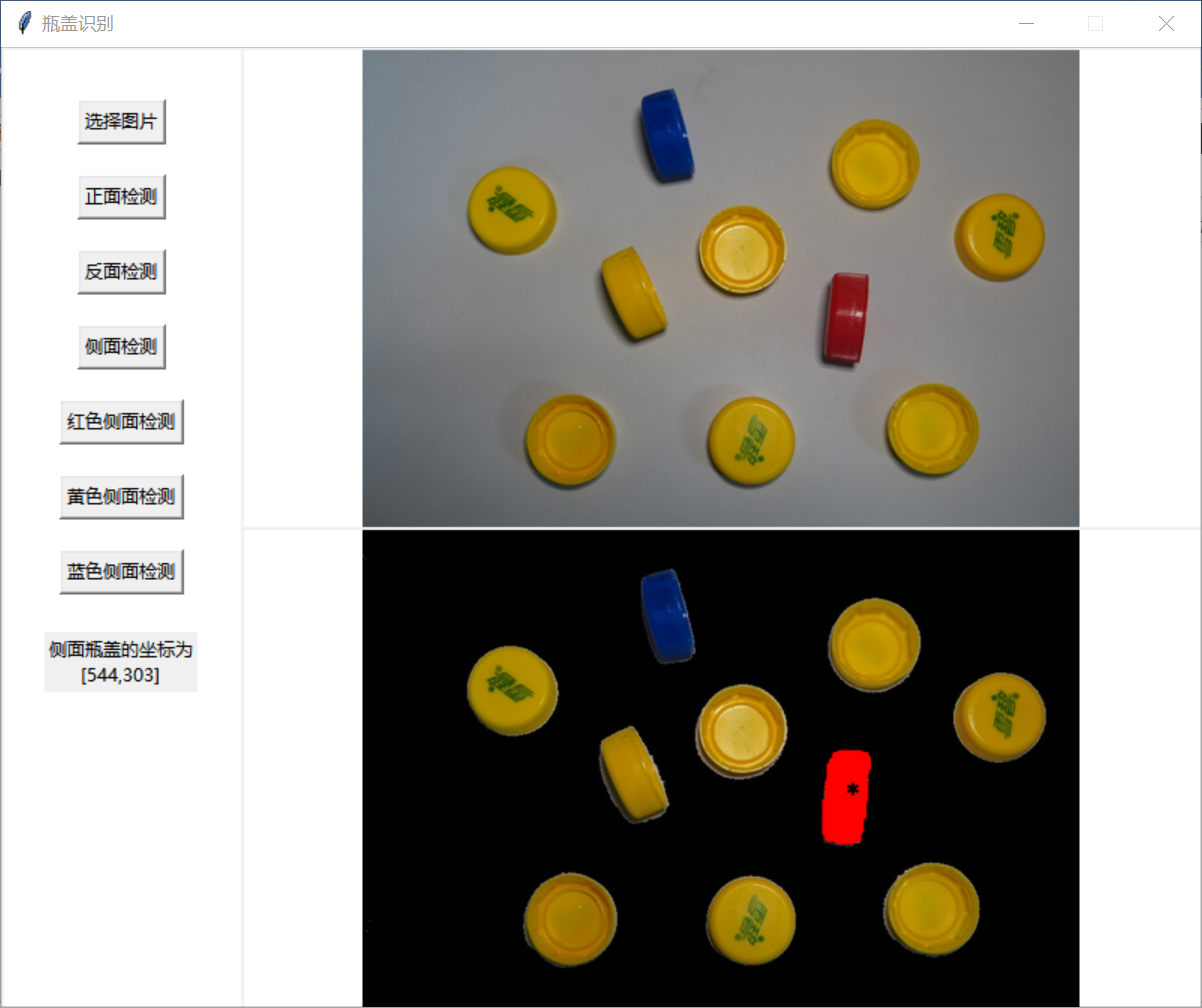 瓶盖识别
选择图片
正面检测
反面检测
侧面检测
红色侧面检测
黄色侧面检测
蓝色侧面检测
侧面瓶盖的坐标为
[544,303]